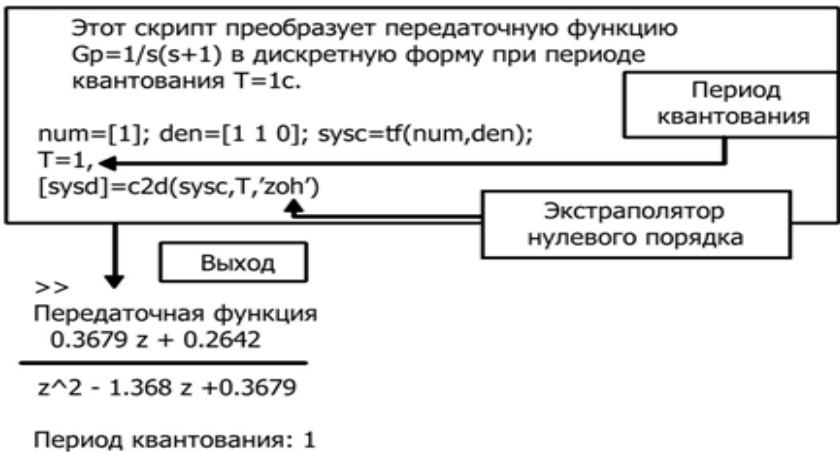 Этот скрипт преобразует передаточную функцию
Gp=1/s(s+1) в дискретную форму при периоде
квантования T=1с.
Период
квантования
num=[1]; den=[1 1 0]; sysc=tf(num,den);
T=1,
[sysd]=c2d(sysc,T,’zoh’)
Экстраполятор
нулевого порядка
Выход
>>
Передаточная функция
0.3679 z + 0.2642
z^2 - 1.368 z +0.3679
Период квантования: 1